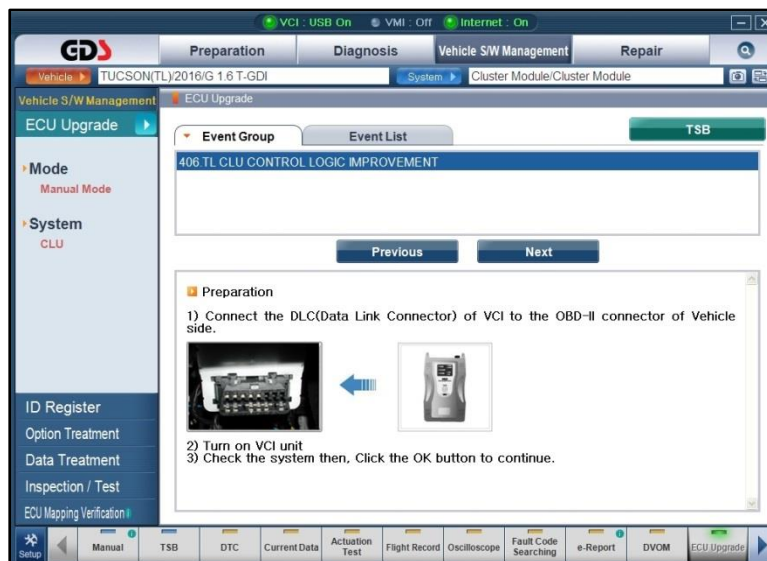 VCI : USB On VMI : Off Internet : On
GDS Preparation Diagnosis Vehicle S/W Management Repair
Vehicle TUCSON(TL)/2016/G 1.6 T-GDI System Cluster Module/Cluster Module
Vehicle S/W Management ECU Upgrade
ECU Upgrade
Event Group Event List TSB
406.TL CLU CONTROL LOGIC IMPROVEMENT
Mode
Manual Mode
System
CLU
Previous Next
Preparation
1) Connect the DLC(Data Link Connector) of VCI to the OBD-II connector of Vehicle
side.
2) Turn on VCI unit
3) Check the system then, Click the OK button to continue.
ID Register
Option Treatment
Data Treatment
Inspection / Test
ECU Mapping Verification
Setup Manual TSB DTC Current Data Actuation Test Flight Record Oscilloscope Fault Code Searching e-Report DVOM ECU Upgrade